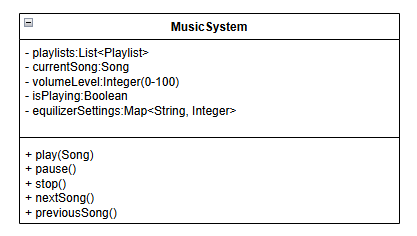 MusicSystem
- playlists:List<Playlist>
- currentSong:Song
- volumeLevel:Integer(0-100)
- isPlaying:Boolean
- equilizerSettings:Map<String, Integer>
+ play(Song)
+ pause()
+ stop()
+ nextSong()
+ previousSong()